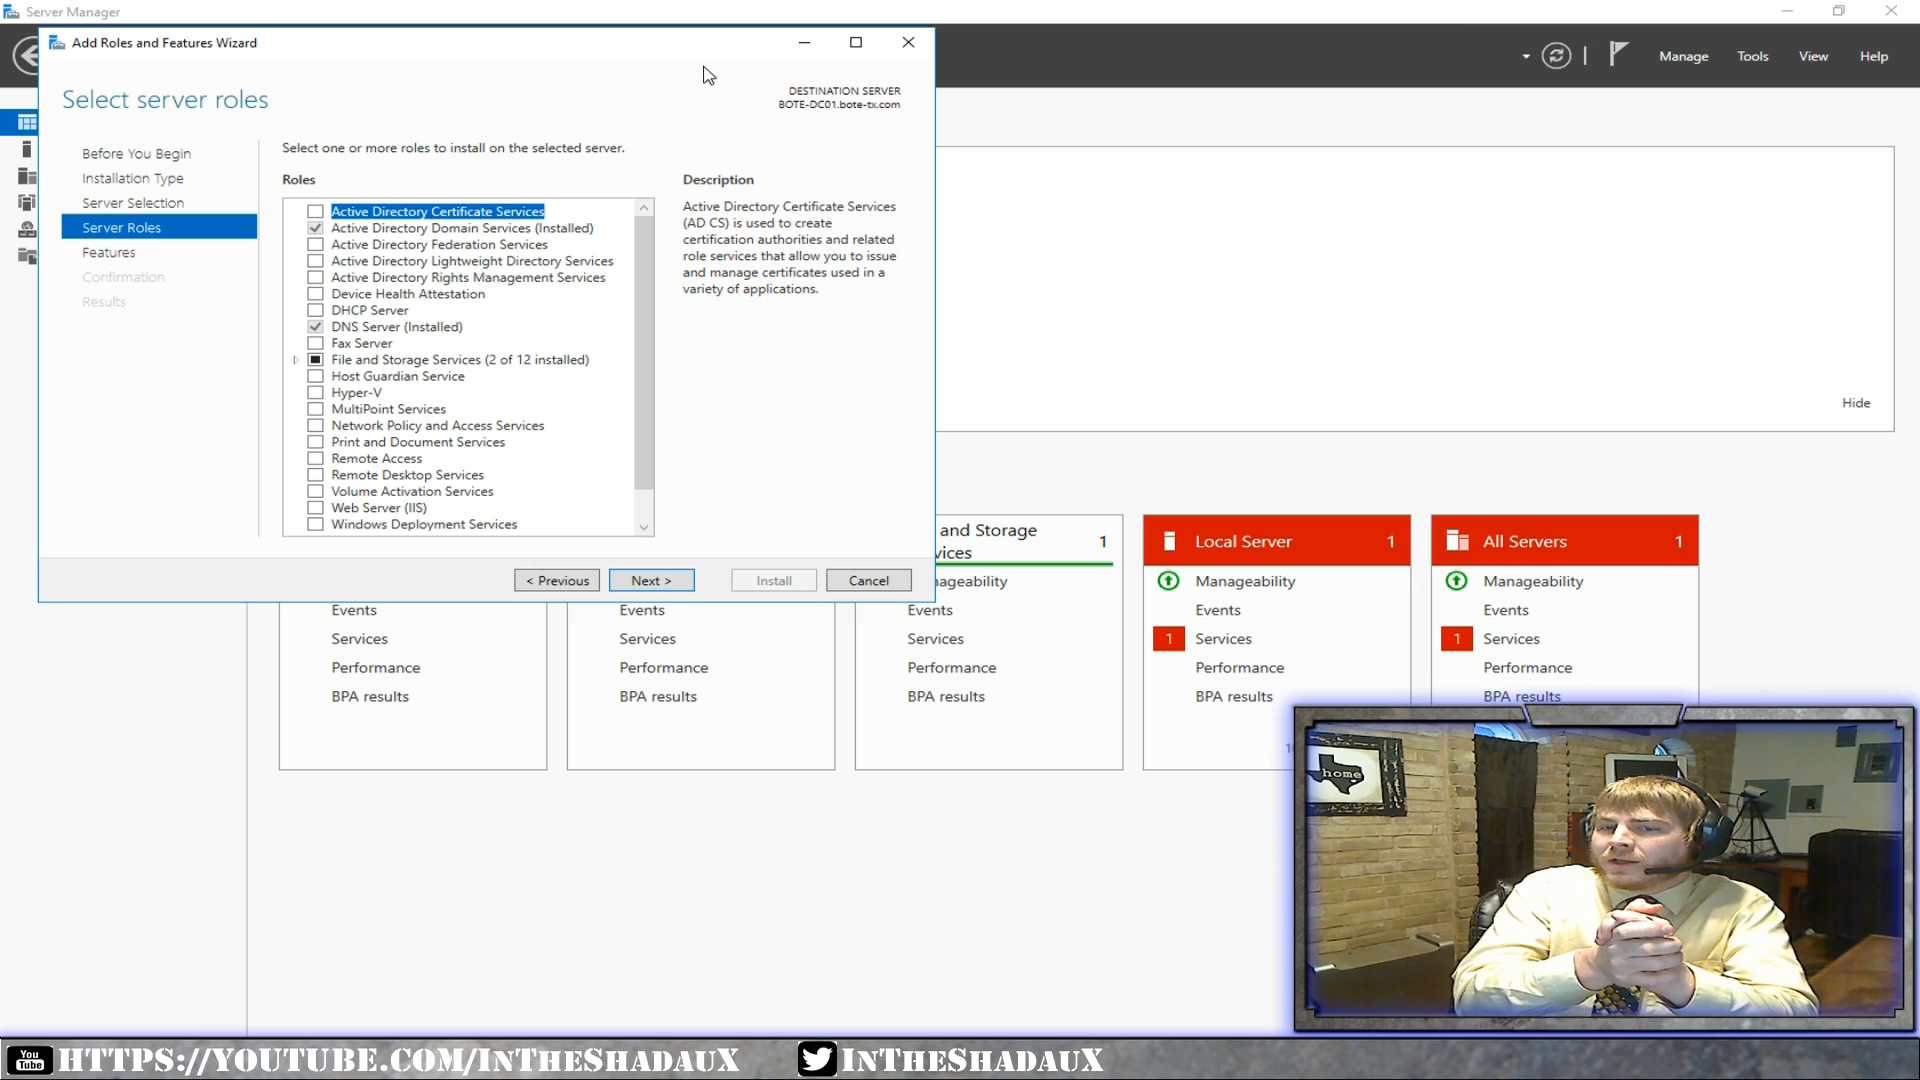 Server Manager
Add Roles and Features Wizard
Manage
Tools
View
Help
Select server roles
DESTINATION SERVER
BOTE-DC01.bote-tx.com
Before You Begin
Installation Type
Server Selection
Server Roles
Features
Confirmation
Results
Select one or more roles to install on the selected server.
Roles
Active Directory Certificate Services
Active Directory Domain Services (Installed)
Active Directory Federation Services
Active Directory Lightweight Directory Services
Active Directory Rights Management Services
Device Health Attestation
DHCP Server
DNS Server (Installed)
Fax Server
File and Storage Services (2 of 12 installed)
Host Guardian Service
Hyper-V
MultiPoint Services
Network Policy and Access Services
Print and Document Services
Remote Access
Remote Desktop Services
Volume Activation Services
Web Server (IIS)
Windows Deployment Services
Description
Active Directory Certificate Services
(AD CS) is used to create
certification authorities and related
role services that allow you to issue
and manage certificates used in a
variety of applications.
< Previous
Next >
Install
Cancel
Hide
Events
Services
Performance
BPA results
Events
Services
Performance
BPA results
and Storage
vices
1
nageability
Events
Services
Performance
BPA results
Local Server 1
Manageability
Events
1 Services
Performance
BPA results
All Servers 1
Manageability
Events
1 Services
Performance
BPA results
home
You
Tube
HTTPS://YOUTUBE.COM/INTHESHADAUX
INTHESHADAUX